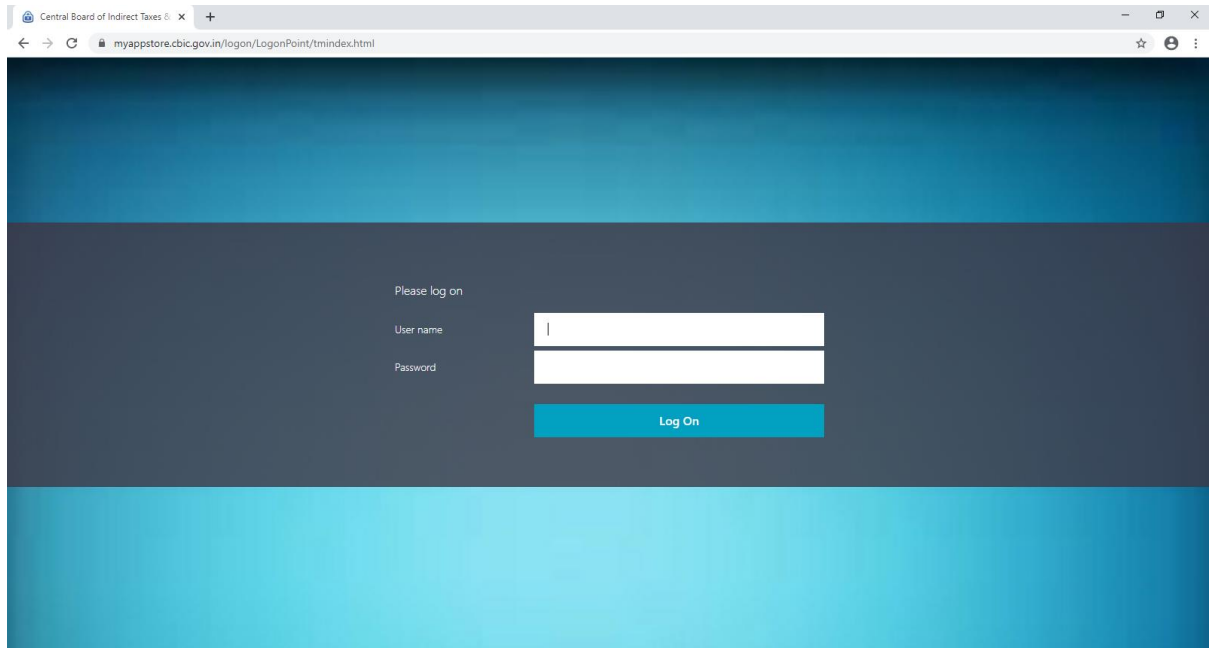 Central Board of Indirect Taxes &
myappstore.cbic.gov.in/logon/LogonPoint/tmindex.html
Please log on
User name
Password
Log On